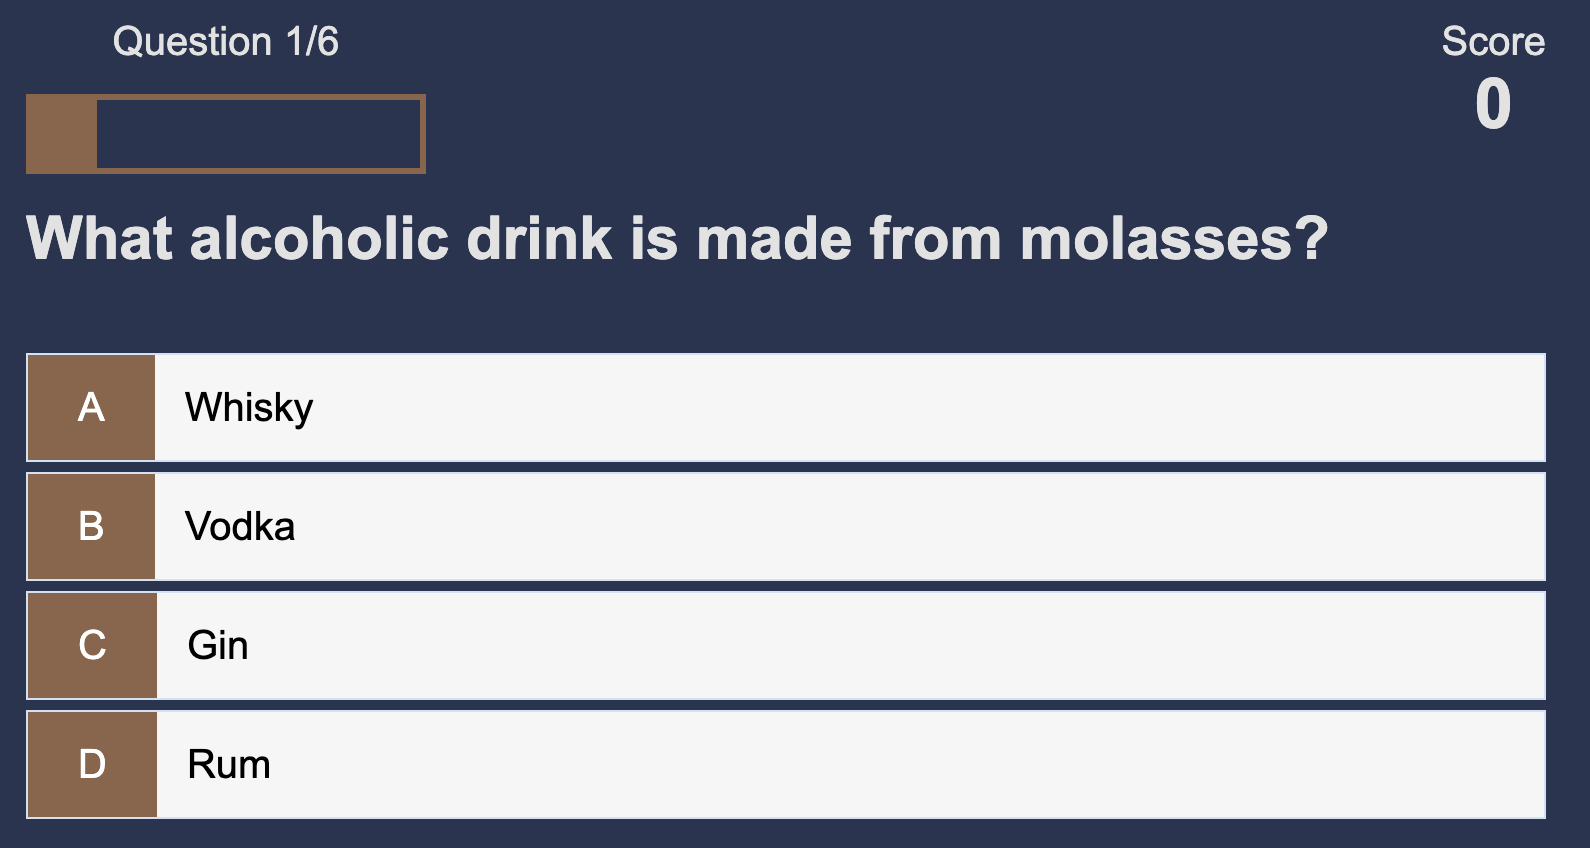 Question 1/6
Score
0
What alcoholic drink is made from molasses?
A Whisky
B Vodka
C Gin
D Rum